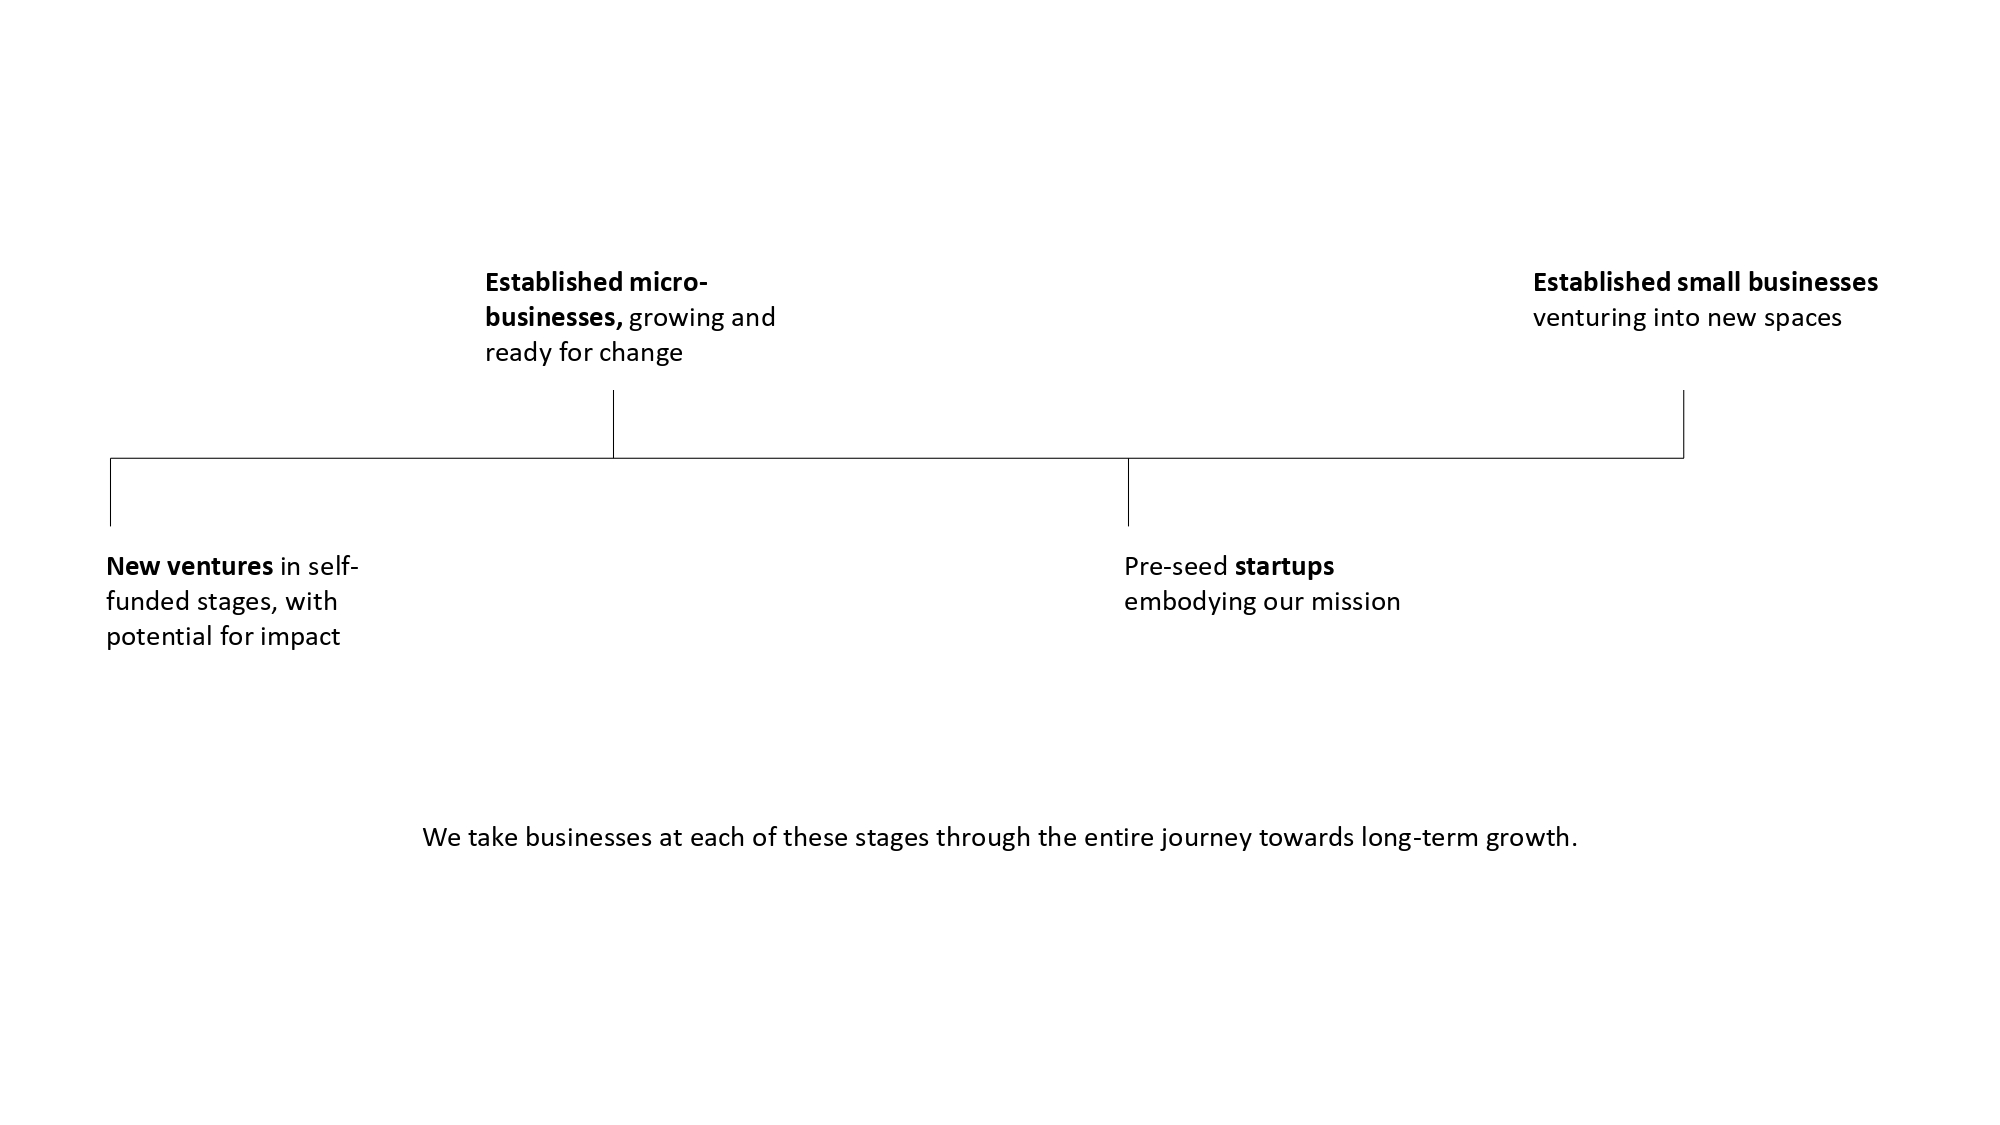 Established micro-
businesses, growing and
ready for change
Established small businesses
venturing into new spaces
New ventures in self-
funded stages, with
potential for impact
Pre-seed startups
embodying our mission
We take businesses at each of these stages through the entire journey towards long-term growth.